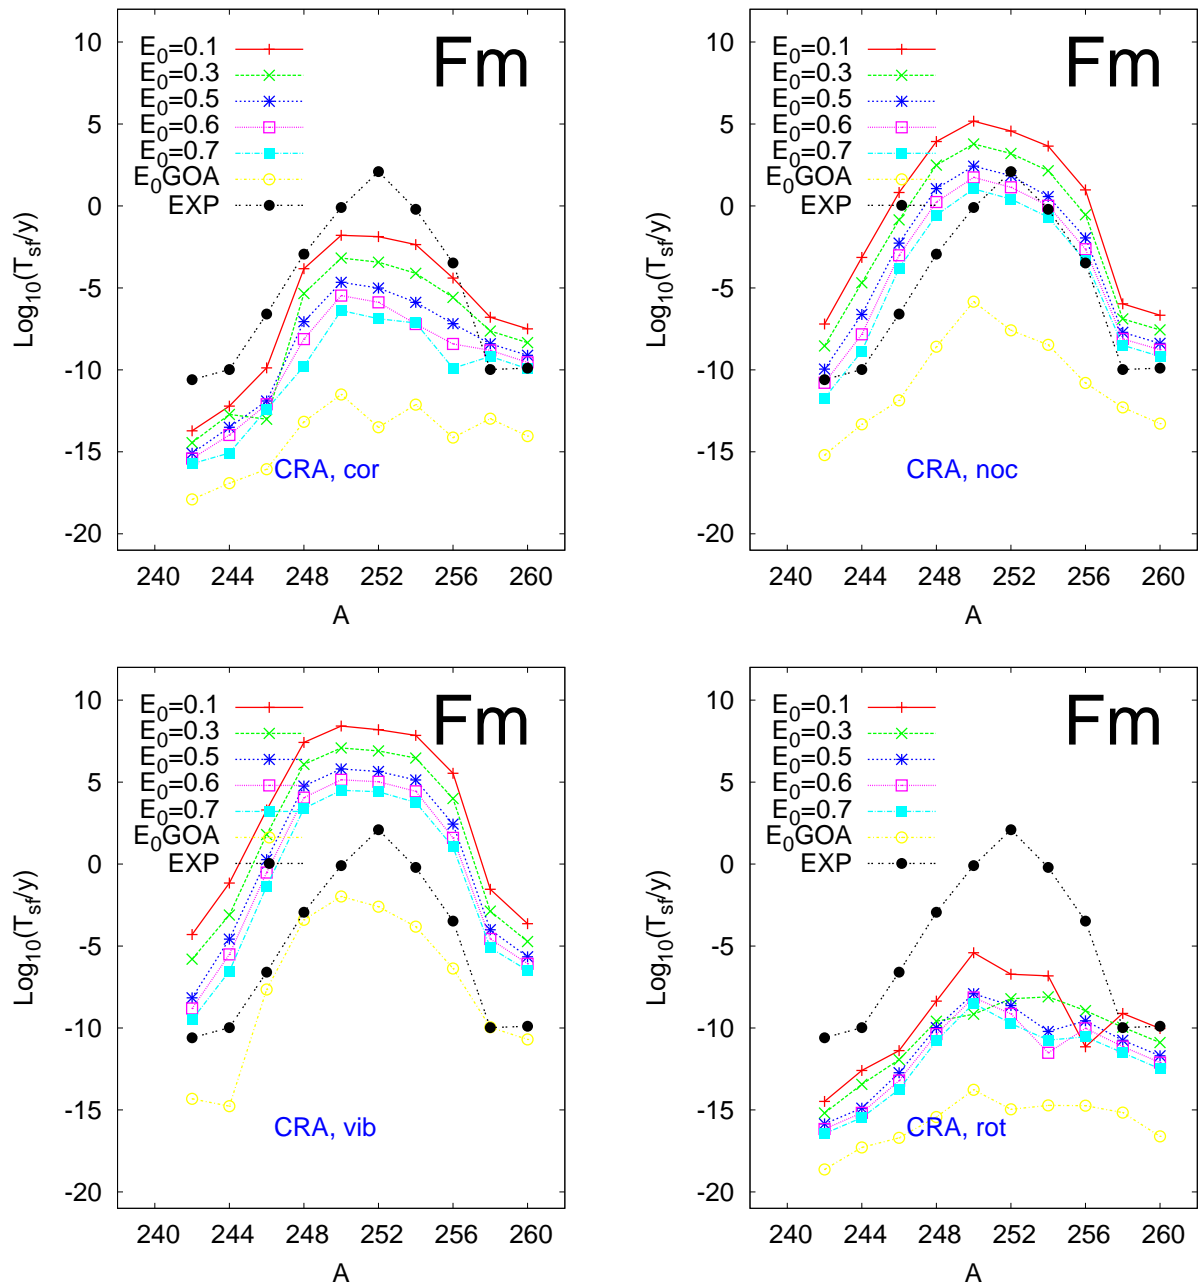 10
5
0
-5
-10
-15
-20
Log10(Tsf/y)
E0=0.1
E0=0.3
E0=0.5
E0=0.6
E0=0.7
E0GOA
EXP
Fm
CRA, cor
240 244 248 252 256 260
A
10
5
0
-5
-10
-15
-20
Log10(Tsf/y)
E0=0.1
E0=0.3
E0=0.5
E0=0.6
E0=0.7
E0GOA
EXP
Fm
CRA, noc
240 244 248 252 256 260
A
10
5
0
-5
-10
-15
-20
Log10(Tsf/y)
E0=0.1
E0=0.3
E0=0.5
E0=0.6
E0=0.7
E0GOA
EXP
Fm
CRA, vib
240 244 248 252 256 260
A
10
5
0
-5
-10
-15
-20
Log10(Tsf/y)
E0=0.1
E0=0.3
E0=0.5
E0=0.6
E0=0.7
E0GOA
EXP
Fm
CRA, rot
240 244 248 252 256 260
A